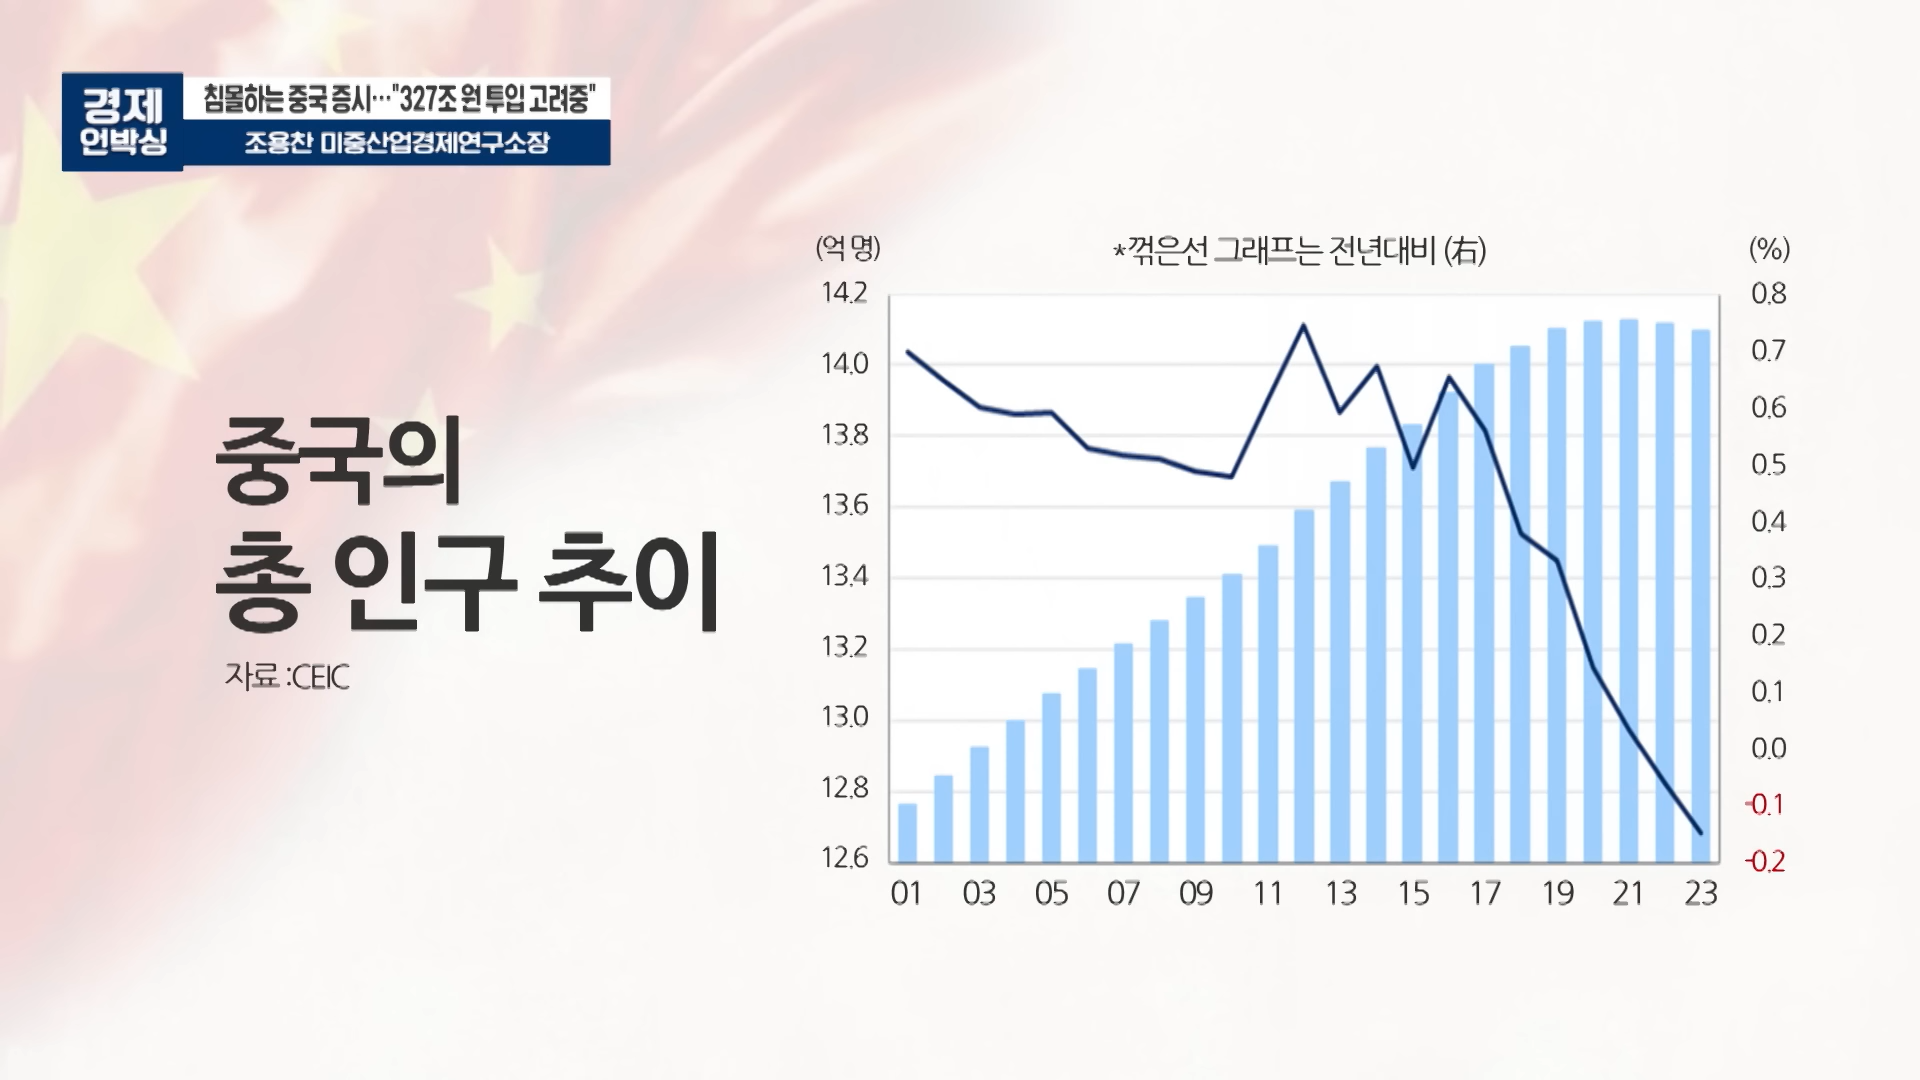 경제
언박싱
침몰하는 중국 증시…"327조 원 투입 고려중"
조용찬 미중산업경제연구소장
중국의
총 인구 추이
자료 :CEIC
(억 명)
*꺾은선 그래프는 전년대비 (右)
(%)
14.2
14.0
13.8
13.6
13.4
13.2
13.0
12.8
12.6
0.8
0.7
0.6
0.5
0.4
0.3
0.2
0.1
0.0
-0.1
-0.2
01 03 05 07 09 11 13 15 17 19 21 23